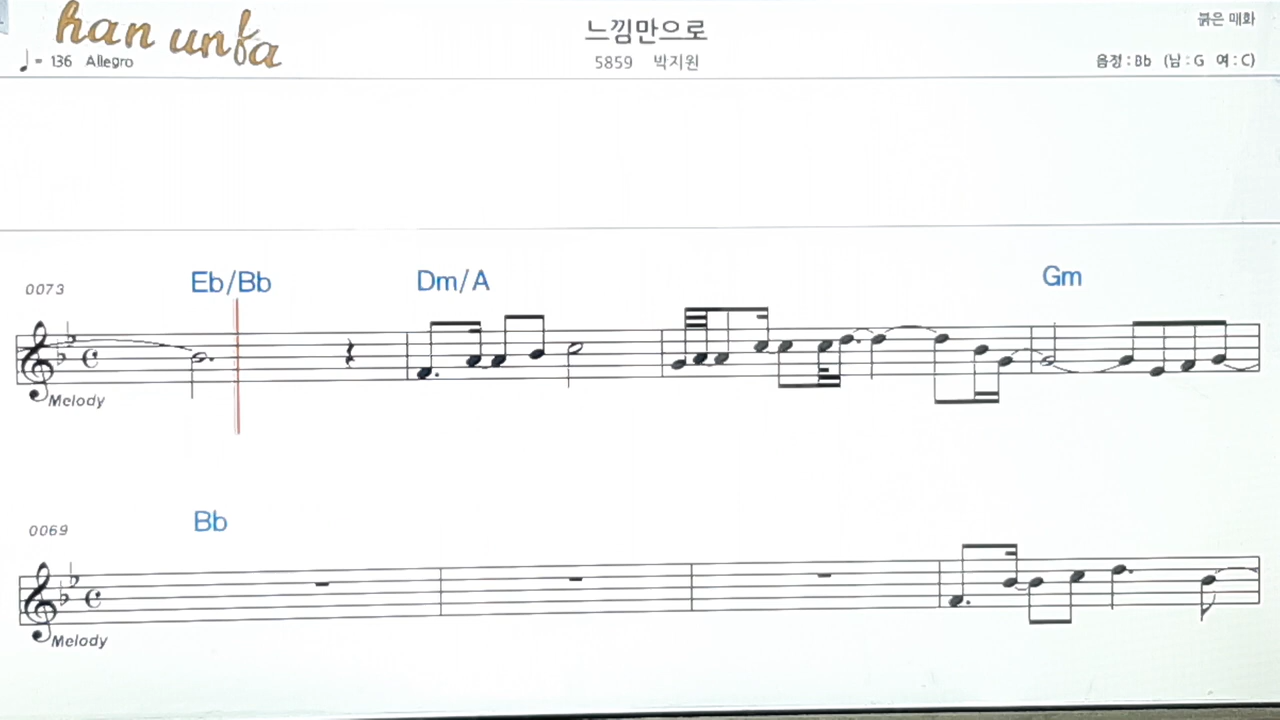 han unfa
느낌만으로
붉은 매화
♩ = 136 Allegro
5859 박지원
음정 : Bb (남 : G 여 : C)
0073
Eb/Bb
Dm/A
Gm
Melody
0069
Bb
Melody